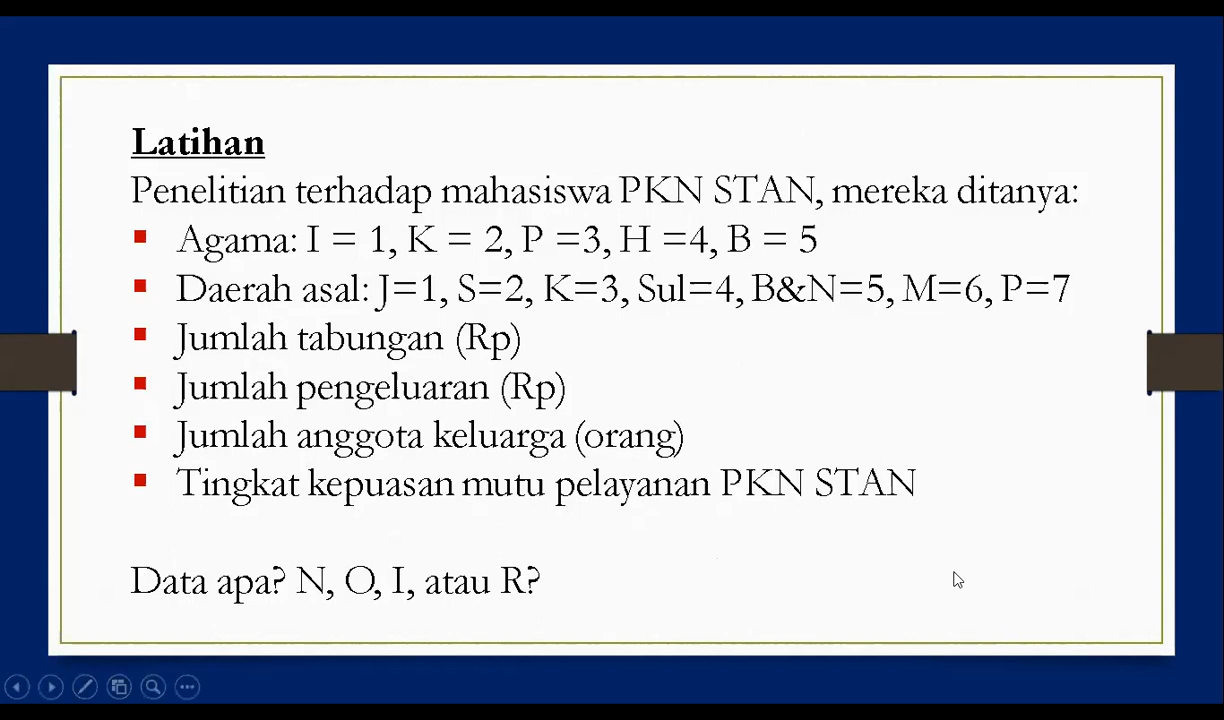 Latihan
Penelitian terhadap mahasiswa PKN STAN, mereka ditanya:
Agama: I = 1, K = 2, P =3, H =4, B = 5
Daerah asal: J=1, S=2, K=3, Sul=4, B&N=5, M=6, P=7
Jumlah tabungan (Rp)
Jumlah pengeluaran (Rp)
Jumlah anggota keluarga (orang)
Tingkat kepuasan mutu pelayanan PKN STAN
Data apa? N, O, I, atau R?